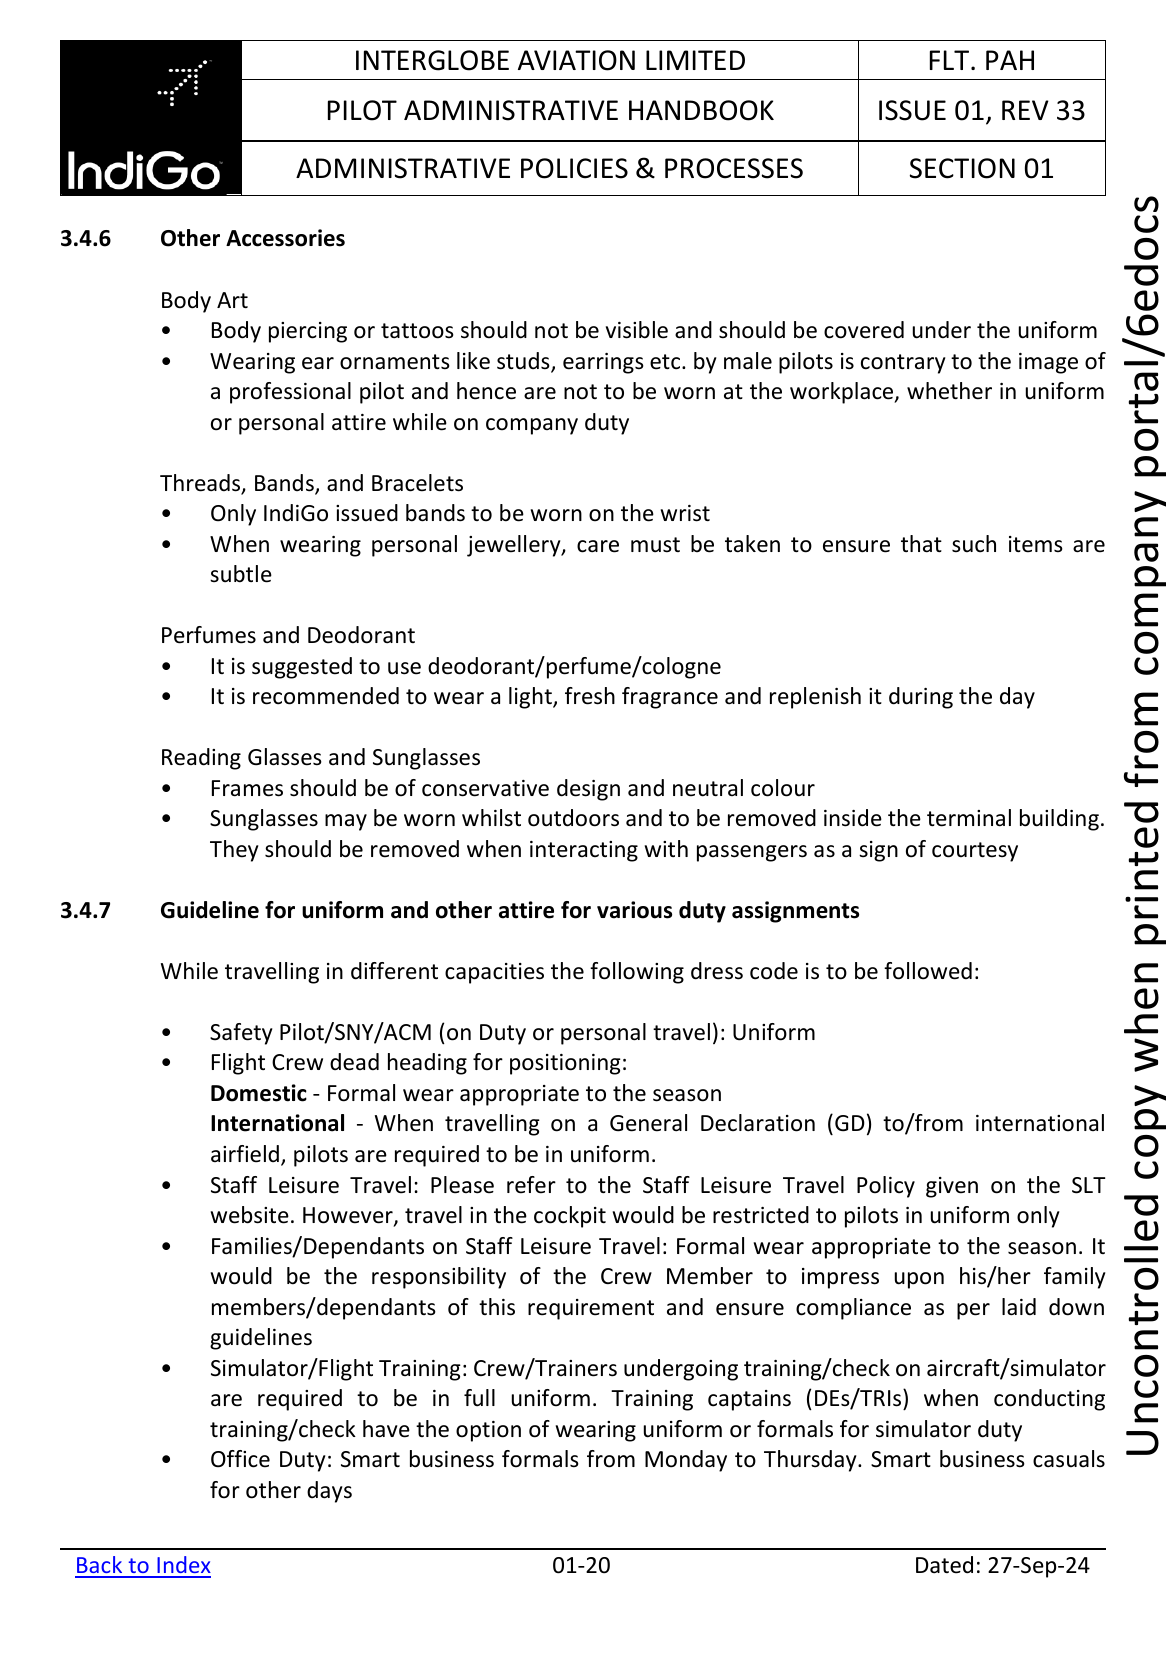 INTERGLOBE AVIATION LIMITED
FLT. PAH
PILOT ADMINISTRATIVE HANDBOOK
ISSUE 01, REV 33
IndiGo
ADMINISTRATIVE POLICIES & PROCESSES
SECTION 01
3.4.6 Other Accessories
Body Art
• Body piercing or tattoos should not be visible and should be covered under the uniform
• Wearing ear ornaments like studs, earrings etc. by male pilots is contrary to the image of
a professional pilot and hence are not to be worn at the workplace, whether in uniform
or personal attire while on company duty
Threads, Bands, and Bracelets
• Only IndiGo issued bands to be worn on the wrist
• When wearing personal jewellery, care must be taken to ensure that such items are
subtle
Perfumes and Deodorant
• It is suggested to use deodorant/perfume/cologne
• It is recommended to wear a light, fresh fragrance and replenish it during the day
Reading Glasses and Sunglasses
• Frames should be of conservative design and neutral colour
• Sunglasses may be worn whilst outdoors and to be removed inside the terminal building.
They should be removed when interacting with passengers as a sign of courtesy
3.4.7 Guideline for uniform and other attire for various duty assignments
While travelling in different capacities the following dress code is to be followed:
• Safety Pilot/SNY/ACM (on Duty or personal travel): Uniform
• Flight Crew dead heading for positioning:
Domestic - Formal wear appropriate to the season
International - When travelling on a General Declaration (GD) to/from international
airfield, pilots are required to be in uniform.
• Staff Leisure Travel: Please refer to the Staff Leisure Travel Policy given on the SLT
website. However, travel in the cockpit would be restricted to pilots in uniform only
• Families/Dependants on Staff Leisure Travel: Formal wear appropriate to the season. It
would be the responsibility of the Crew Member to impress upon his/her family
members/dependants of this requirement and ensure compliance as per laid down
guidelines
• Simulator/Flight Training: Crew/Trainers undergoing training/check on aircraft/simulator
are required to be in full uniform. Training captains (DEs/TRIs) when conducting
training/check have the option of wearing uniform or formals for simulator duty
• Office Duty: Smart business formals from Monday to Thursday. Smart business casuals
for other days
Back to Index
01-20
Dated: 27-Sep-24
Uncontrolled copy when printed from company portal/6edocs